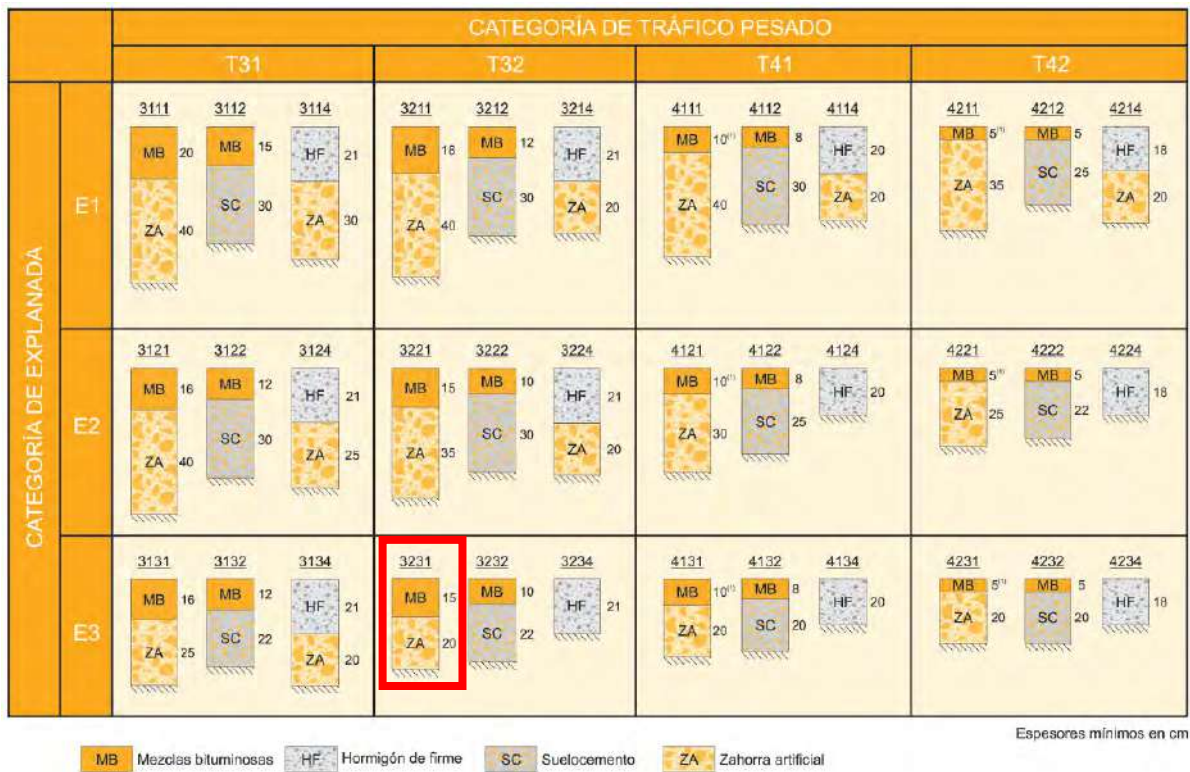 CATEGORÍA DE TRÁFICO PESADO
T31 T32 T41 T42
CATEGORÍA DE EXPLANADA
E1
3111 3112 3114 3211 3212 3214 4111 4112 4114 4211 4212 4214
MB 20 MB 15 HF 21 MB 18 MB 12 HF 21 MB 10(1) MB 8 HF 20 MB 5(1) MB 5 HF 18
ZA 40 SC 30 ZA 30 ZA 40 SC 30 ZA 20 ZA 40 SC 30 ZA 20 ZA 35 SC 25 ZA 20
E2
3121 3122 3124 3221 3222 3224 4121 4122 4124 4221 4222 4224
MB 16 MB 12 HF 21 MB 15 MB 10 HF 21 MB 10(1) MB 8 HF 20 MB 5(1) MB 5 HF 18
ZA 40 SC 30 ZA 25 ZA 35 SC 30 ZA 20 ZA 30 SC 25 ZA 25 SC 22
E3
3131 3132 3134 3231 3232 3234 4131 4132 4134 4231 4232 4234
MB 16 MB 12 HF 21 MB 15 MB 10 HF 21 MB 10(1) MB 8 HF 20 MB 5(1) MB 5 HF 18
ZA 25 SC 22 ZA 20 ZA 20 SC 22 ZA 20 SC 20 ZA 20 SC 20
Espesores mínimos en cm
MB Mezclas bituminosas HF Hormigón de firme SC Suelocemento ZA Zahorra artificial